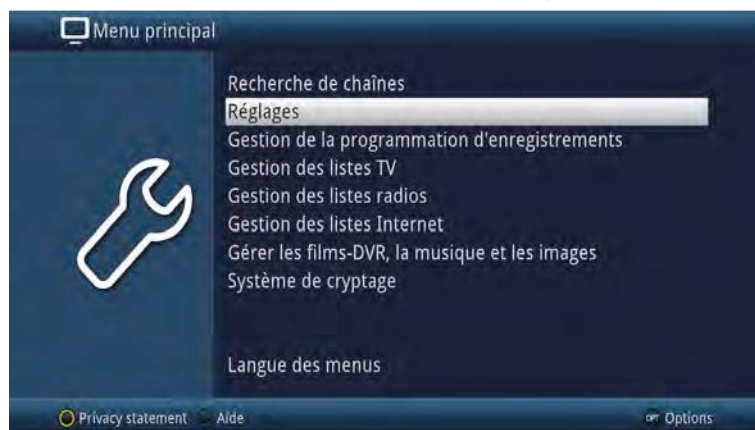 Menu principal
Recherche de chaînes
Réglages
Gestion de la programmation d'enregistrements
Gestion des listes TV
Gestion des listes radios
Gestion des listes Internet
Gérer les films-DVR, la musique et les images
Système de cryptage
Langue des menus
Privacy statement Aide OPT Options